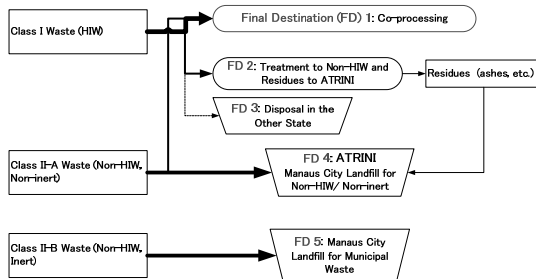 Class I Waste (HIW)
Final Destination (FD) 1: Co-processing
FD 2: Treatment to Non-HIW and
Residues to ATRINI
Residues (ashes, etc.)
FD 3: Disposal in the
Other State
Class II-A Waste (Non-HIW,
Non-inert)
FD 4: ATRINI
Manaus City Landfill for
Non-HIW/ Non-inert
Class II-B Waste (Non-HIW,
Inert)
FD 5: Manaus City
Landfill for Municipal
Waste